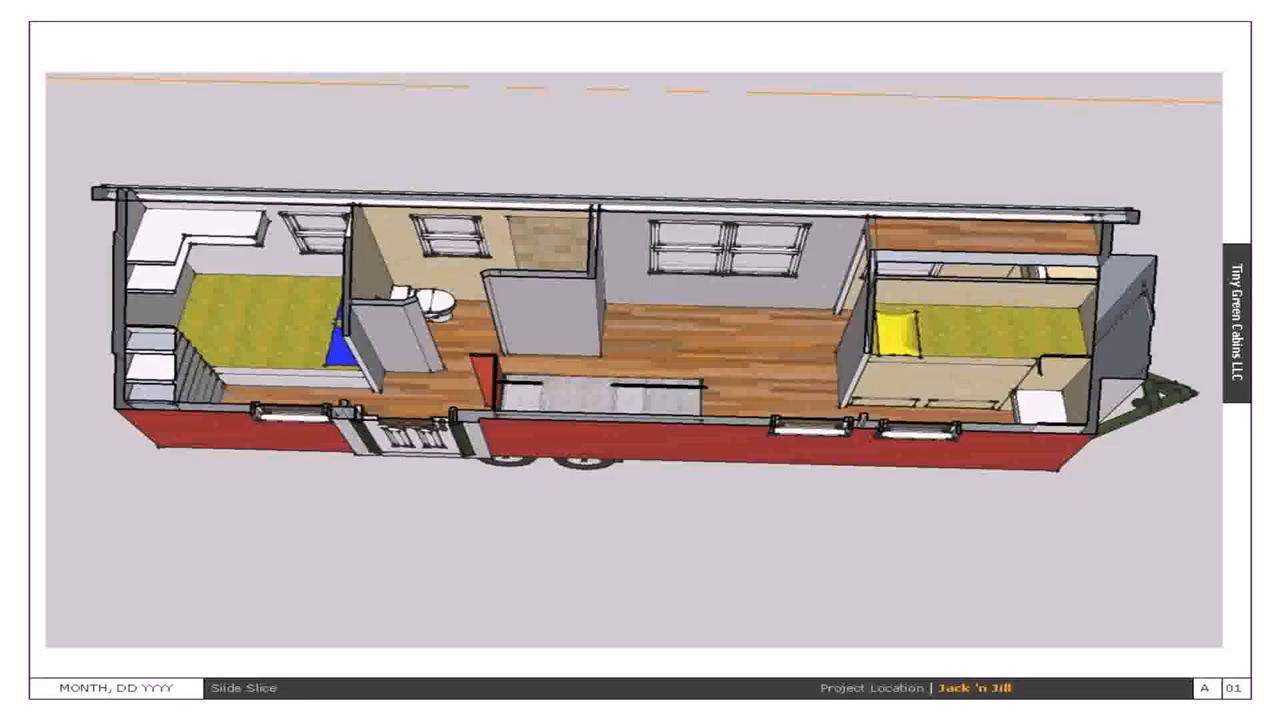 Tiny Green Cabins LLC
MONTH, DD YYYY
Slide Slice
Project Location | Jack 'n Jill
A 01